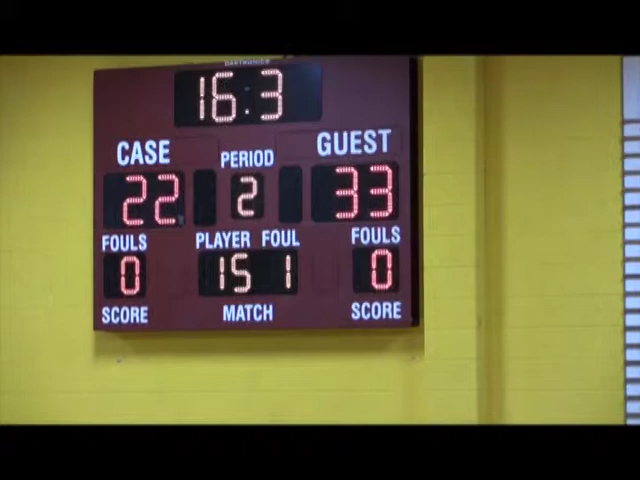 DAKTRONICS
16:3
CASE GUEST
PERIOD
22 2 33
FOULS PLAYER FOUL FOULS
0 15 1 0
SCORE MATCH SCORE